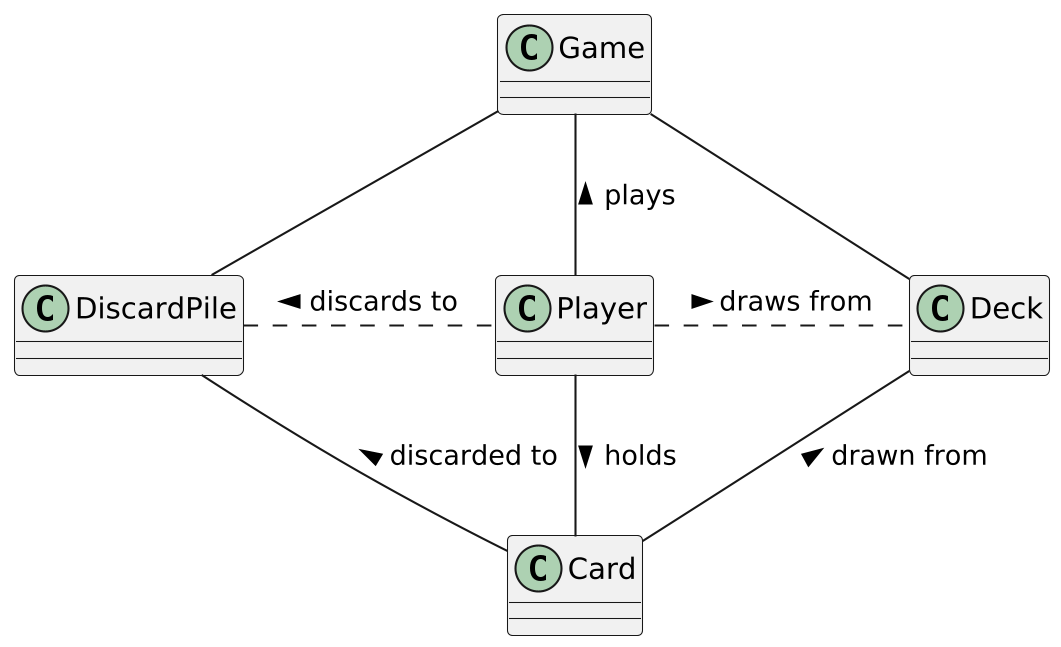 C Game
plays
C DiscardPile
discards to
C Player
draws from
C Deck
discarded to
holds
drawn from
C Card